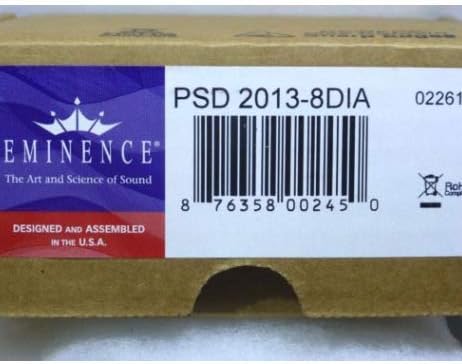 PSD 2013-8DIA
02261
EMINENCE®
The Art and Science of Sound
8 76358 00245 0
RoHS
DESIGNED AND ASSEMBLED
IN THE U.S.A.